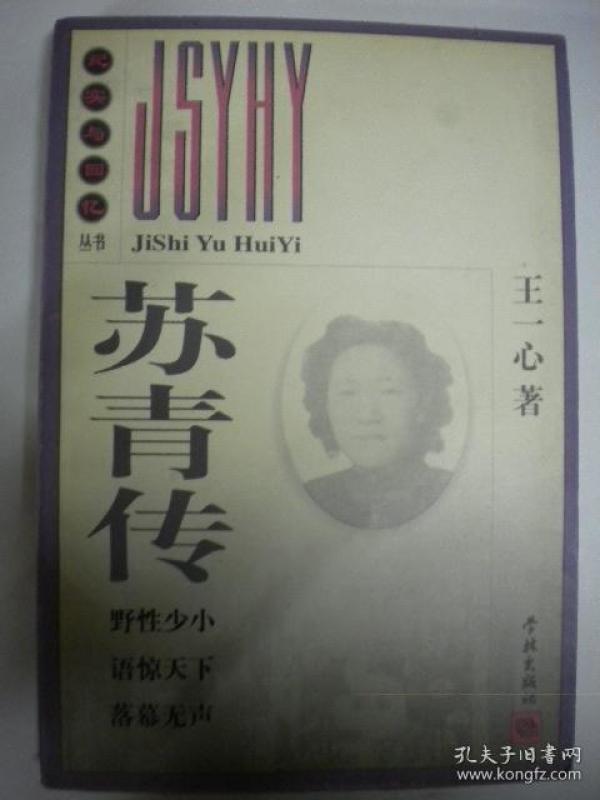 纪实与回忆
丛书
JSYHY
JiShi Yu HuiYi
苏青传
王一心著
野性少小
语惊天下
落幕无声
学林出版社
孔夫子旧書网
www.kongfz.com